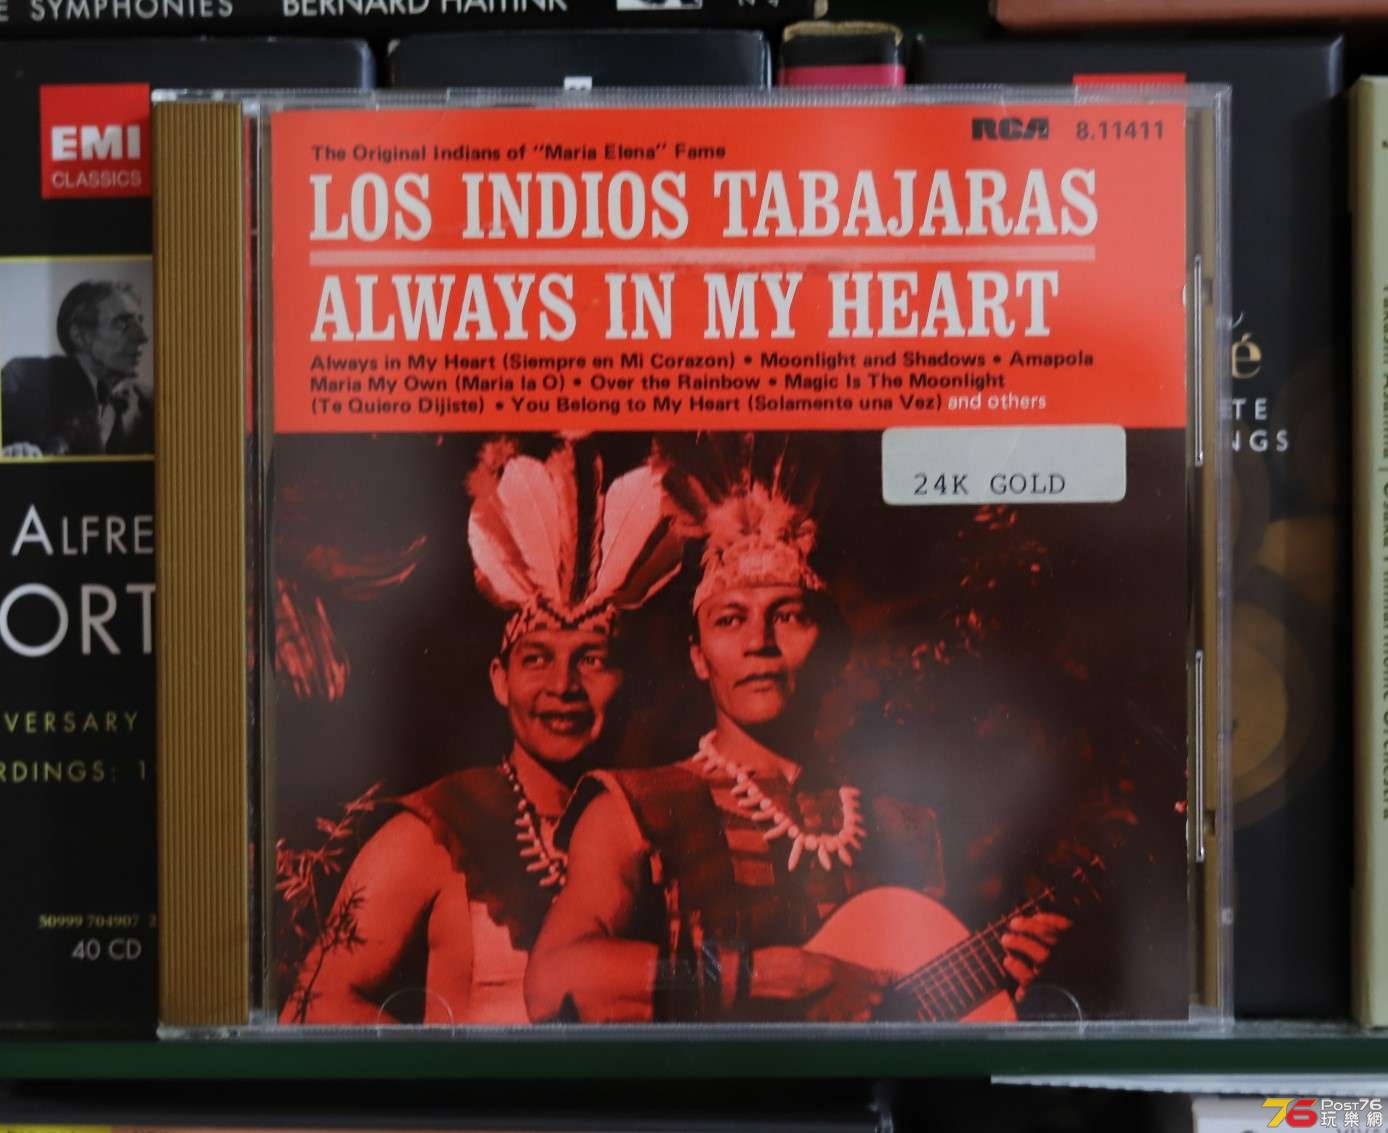 SYMPHONIES
BERNARD HAITINK
EMI
CLASSICS
ALFRE
ORT
VERSARY
RDINGS: 1
50999 704907 2
40 CD
RCA 8.11411
The Original Indians of "Maria Elena" Fame
LOS INDIOS TABAJARAS
ALWAYS IN MY HEART
Always in My Heart (Siempre en Mi Corazon) • Moonlight and Shadows • Amapola
Maria My Own (Maria la O) • Over the Rainbow • Magic Is The Moonlight
(Te Quiero Dijiste) • You Belong to My Heart (Solamente una Vez) and others
24K GOLD
é
TE
NGS
76 POST76
玩樂網